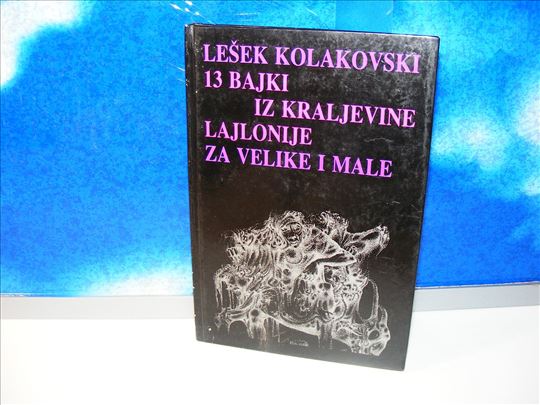 LEŠEK KOLAKOVSKI
13 BAJKI
IZ KRALJEVINE
LAJLONIJE
ZA VELIKE I MALE